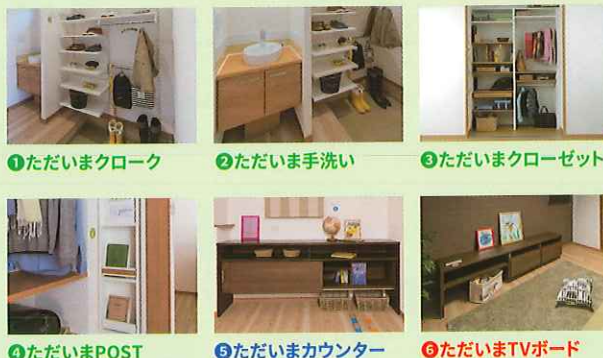 ❶ただいまクローク
❷ただいま手洗い
❸ただいまクローゼット
❹ただいまPOST
❺ただいまカウンター
❻ただいまTVボード